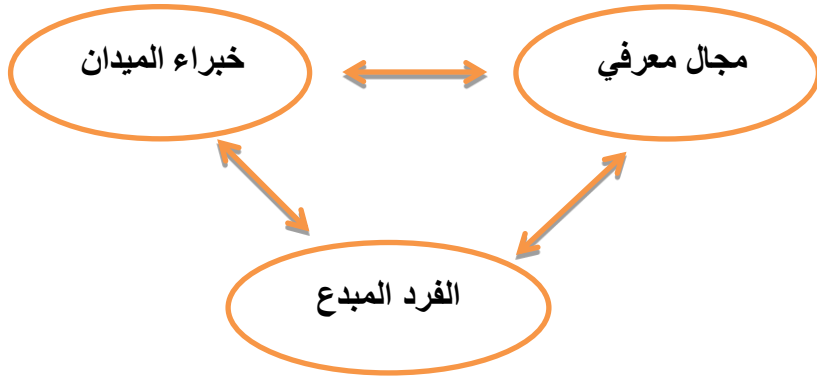 مجال معرفي
خبراء الميدان
الفرد المبدع